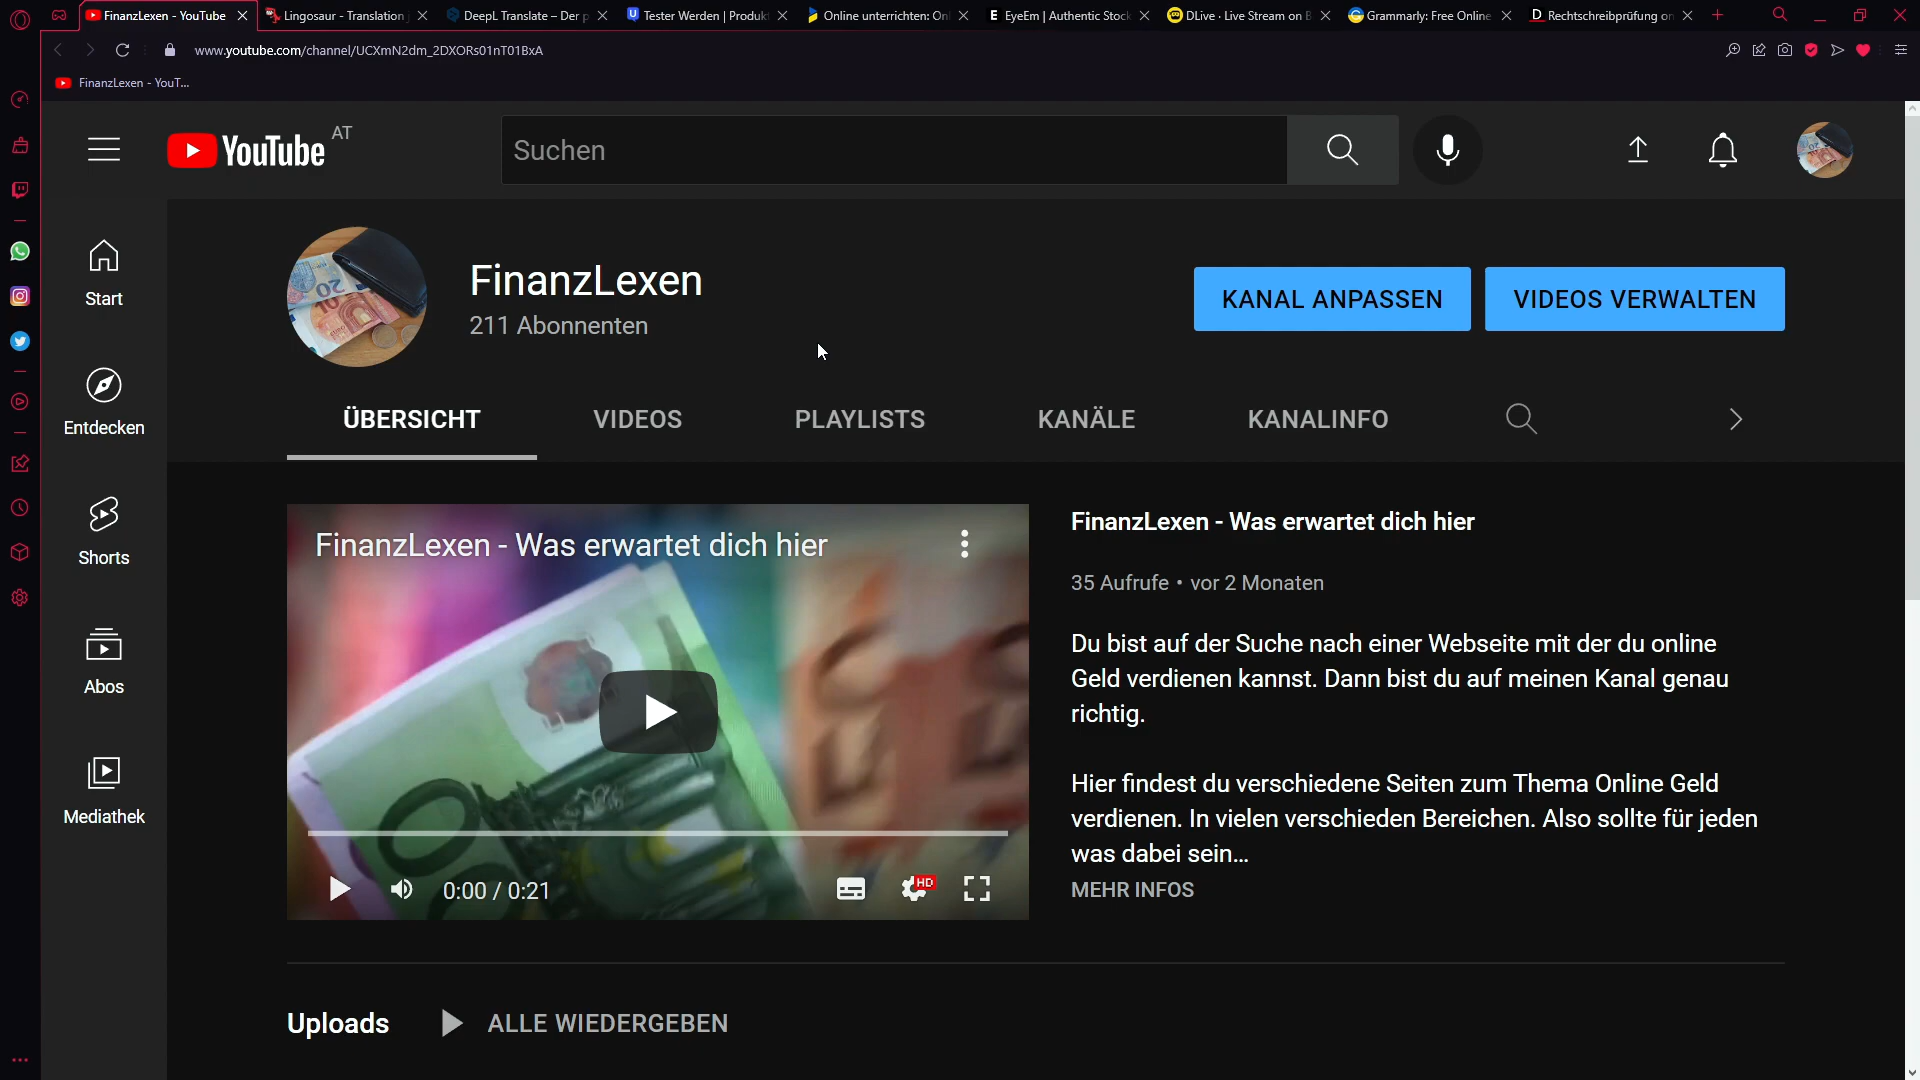 FinanzLexen - YouTube
Lingosaur - Translation j
DeepL Translate – Der p
Tester Werden | Produkt
Online unterrichten: Onl
EyeEm | Authentic Stock
DLive · Live Stream on B
Grammarly: Free Online
Rechtschreibprüfung on
www.youtube.com/channel/UCXmN2dm_2DXORs01nT01BxA
FinanzLexen - YouT...
YouTube AT
Suchen
Start
Entdecken
Shorts
Abos
Mediathek
FinanzLexen
211 Abonnenten
KANAL ANPASSEN
VIDEOS VERWALTEN
ÜBERSICHT
VIDEOS
PLAYLISTS
KANÄLE
KANALINFO
FinanzLexen - Was erwartet dich hier
0:00 / 0:21
HD
FinanzLexen - Was erwartet dich hier
35 Aufrufe • vor 2 Monaten
Du bist auf der Suche nach einer Webseite mit der du online
Geld verdienen kannst. Dann bist du auf meinen Kanal genau
richtig.
Hier findest du verschiedene Seiten zum Thema Online Geld
verdienen. In vielen verschieden Bereichen. Also sollte für jeden
was dabei sein...
MEHR INFOS
Uploads
ALLE WIEDERGEBEN